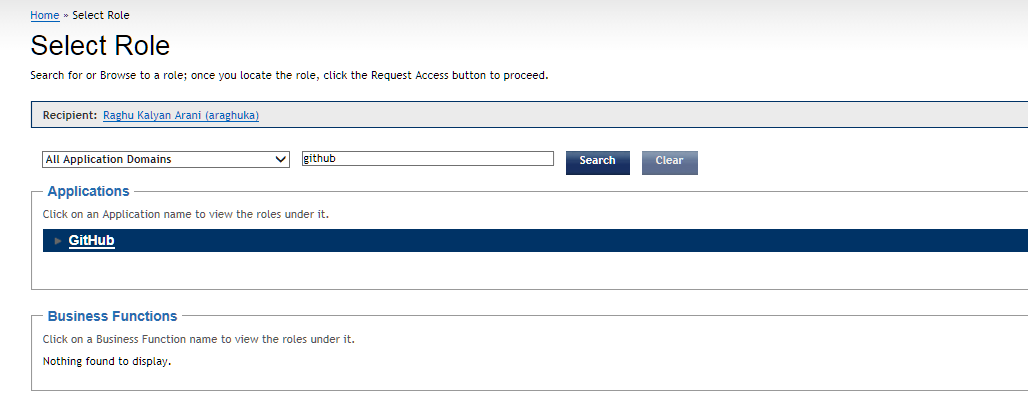 Home » Select Role
Select Role
Search for or Browse to a role; once you locate the role, click the Request Access button to proceed.
Recipient: Raghu Kalyan Arani (araghuka)
All Application Domains github Search Clear
Applications
Click on an Application name to view the roles under it.
GitHub
Business Functions
Click on a Business Function name to view the roles under it.
Nothing found to display.